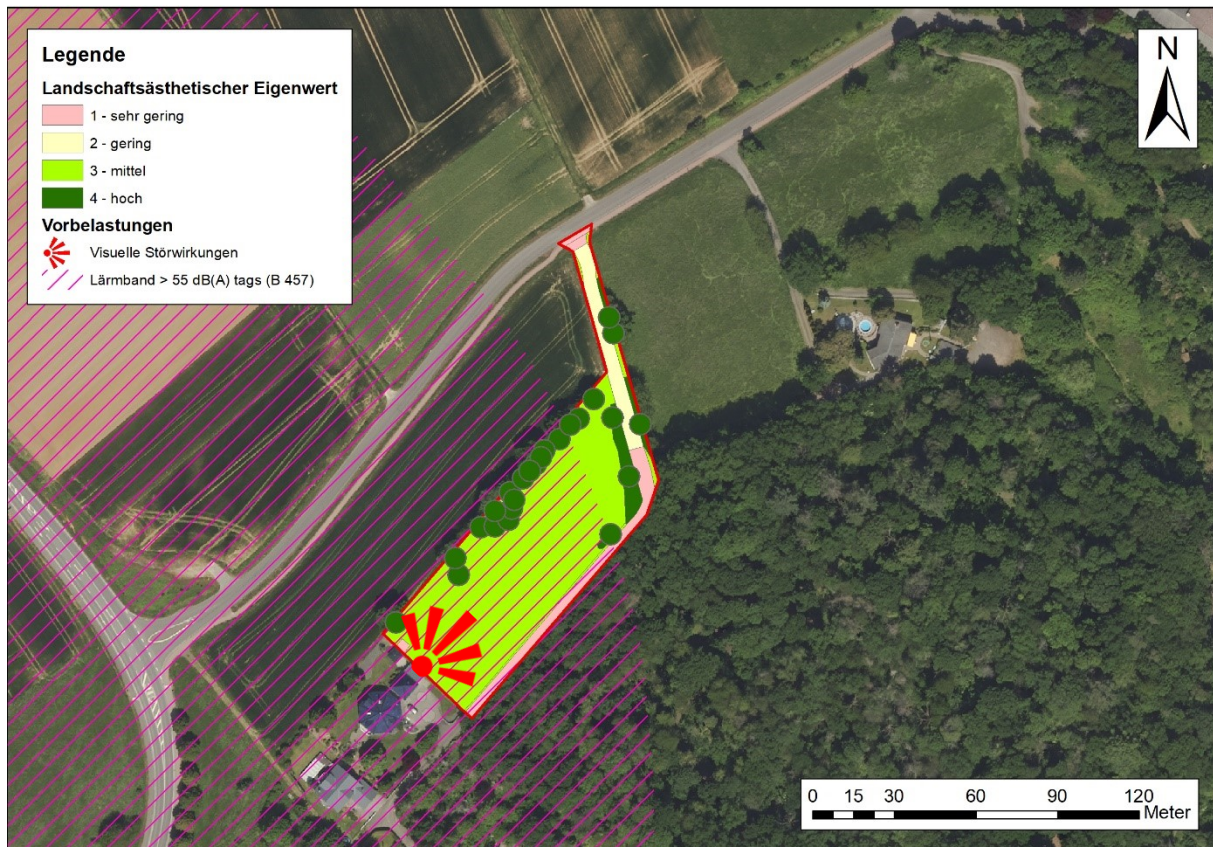 Legende
Landschaftsästhetischer Eigenwert
1 - sehr gering
2 - gering
3 - mittel
4 - hoch
Vorbelastungen
Visuelle Störwirkungen
Lärmband > 55 dB(A) tags (B 457)
N
0 15 30 60 90 120
Meter